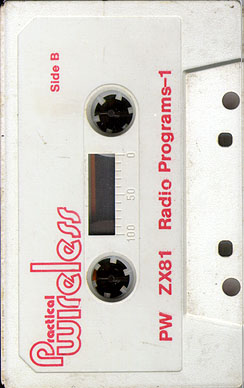 Practical
Wireless
Side B
0
50
100
PW ZX81 Radio Programs-1